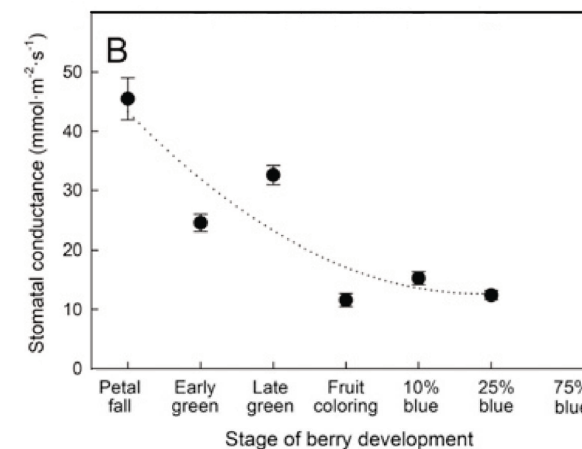 B
Stomatal conductance (mmol·m⁻²·s⁻¹)
50
40
30
20
10
0
Petal fall
Early green
Late green
Fruit coloring
10% blue
25% blue
75% blue
Stage of berry development